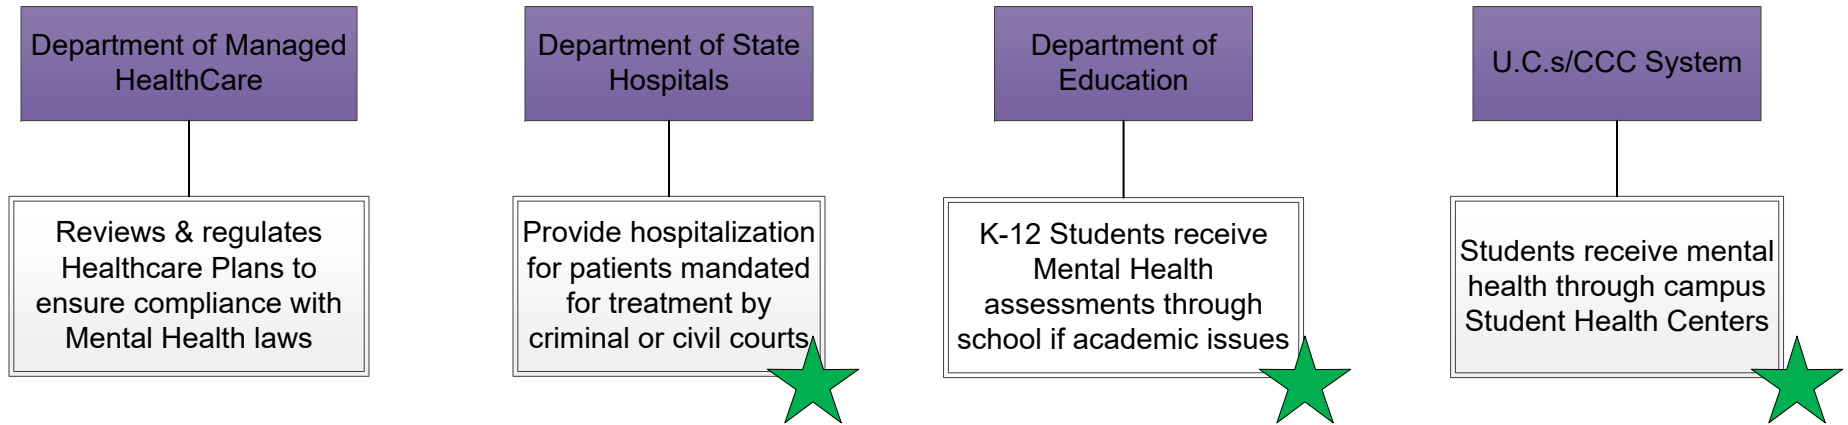 Department of Managed
HealthCare
Department of State
Hospitals
Department of
Education
U.C.s/CCC System
Reviews & regulates
Healthcare Plans to
ensure compliance with
Mental Health laws
Provide hospitalization
for patients mandated
for treatment by
criminal or civil courts
K-12 Students receive
Mental Health
assessments through
school if academic issues
Students receive mental
health through campus
Student Health Centers